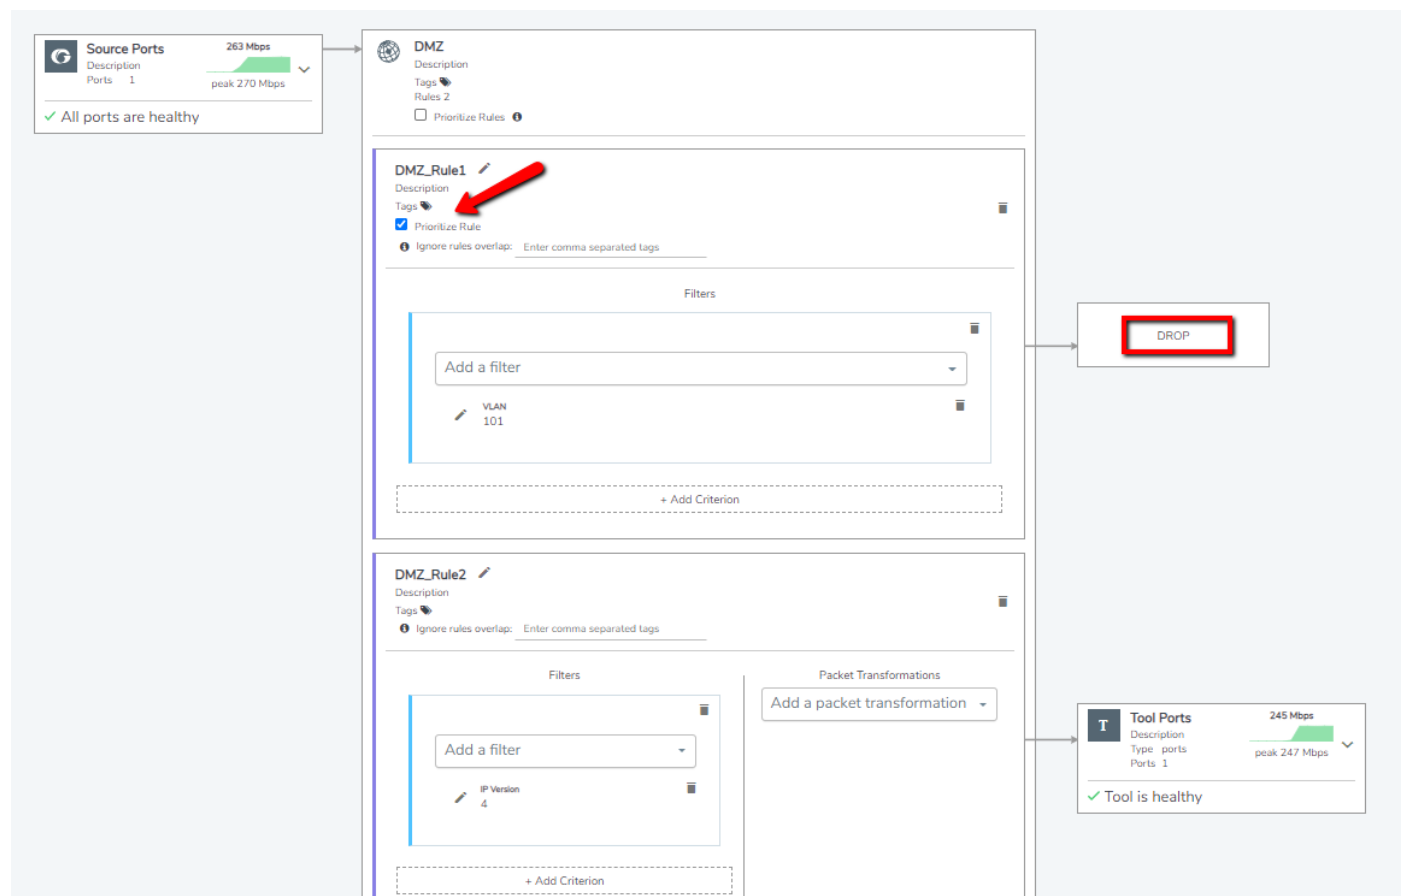 Source Ports
263 Mbps
Description
Ports 1
peak 270 Mbps
All ports are healthy
DMZ
Description
Tags
Rules 2
Prioritize Rules
DMZ_Rule1
Description
Tags
Prioritize Rule
Ignore rules overlap: Enter comma separated tags
Filters
Add a filter
VLAN
101
+ Add Criterion
DROP
DMZ_Rule2
Description
Tags
Ignore rules overlap: Enter comma separated tags
Filters
Add a filter
IP Version
4
+ Add Criterion
Packet Transformations
Add a packet transformation
T
Tool Ports
245 Mbps
Description
Type ports
Ports 1
peak 247 Mbps
Tool is healthy